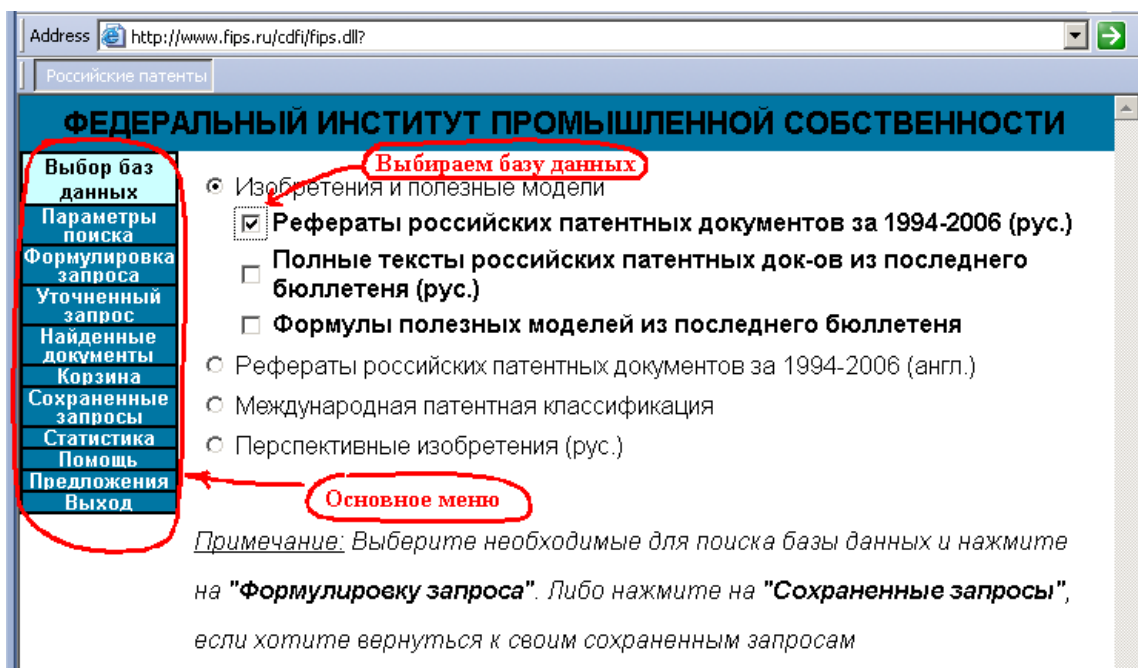 Address http://www.fips.ru/cdfi/fips.dll?
Российские патенты
ФЕДЕРАЛЬНЫЙ ИНСТИТУТ ПРОМЫШЛЕННОЙ СОБСТВЕННОСТИ
Выбор баз
данных
Параметры
поиска
Формулировка
запроса
Уточненный
запрос
Найденные
документы
Корзина
Сохраненные
запросы
Статистика
Помощь
Предложения
Выход
Выбираем базу данных
Изобретения и полезные модели
Рефераты российских патентных документов за 1994-2006 (рус.)
Полные тексты российских патентных док-ов из последнего
бюллетеня (рус.)
Формулы полезных моделей из последнего бюллетеня
Рефераты российских патентных документов за 1994-2006 (англ.)
Международная патентная классификация
Перспективные изобретения (рус.)
Основное меню
Примечание: Выберите необходимые для поиска базы данных и нажмите
на "Формулировку запроса". Либо нажмите на "Сохраненные запросы",
если хотите вернуться к своим сохраненным запросам